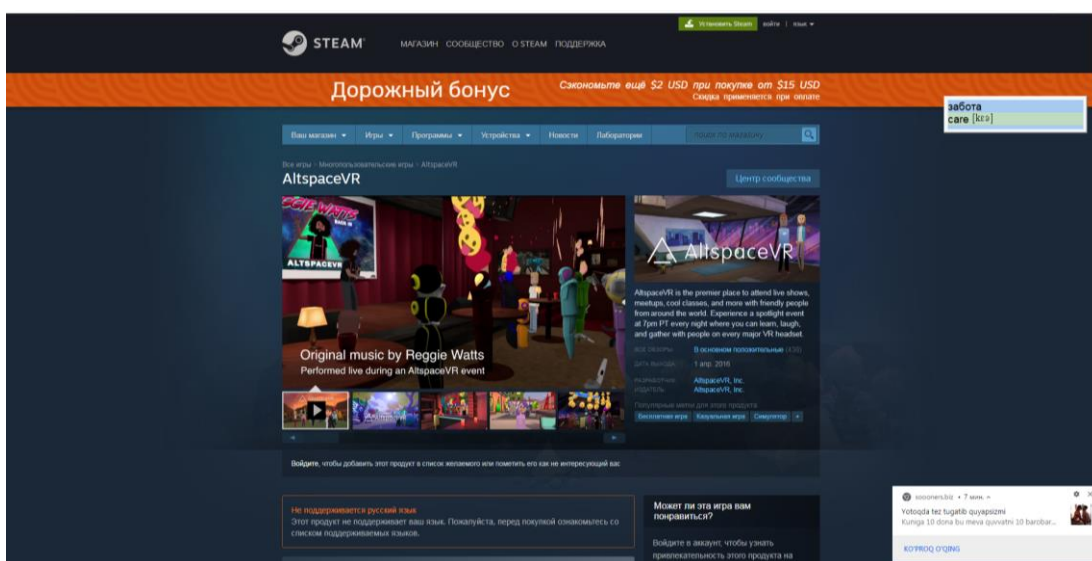 Установить Steam войти | язык
STEAM
МАГАЗИН СООБЩЕСТВО О STEAM ПОДДЕРЖКА
Дорожный бонус
Сэкономьте ещё $2 USD при покупке от $15 USD
Скидка применяется при оплате
забота
care [kɛə]
Ваш магазин Игры Программы Устройства Новости Лаборатории поиск по магазину
Все игры > Многопользовательские игры > AltspaceVR
AltspaceVR
Центр сообщества
ALTSPACEVR
AltspaceVR
AltspaceVR is the premier place to attend live shows,
meetups, cool classes, and more with friendly people
from around the world. Experience a spotlight event
at 7pm PT every night where you can learn, laugh,
and gather with people on every major VR headset.
Original music by Reggie Watts
Performed live during an AltspaceVR event
ВСЕ ОБЗОРЫ: В основном положительные (430)
ДАТА ВЫХОДА: 1 апр. 2016
РАЗРАБОТЧИК: AltspaceVR, Inc.
ИЗДАТЕЛЬ: AltspaceVR, Inc.
Популярные метки для этого продукта:
Бесплатная игра Казуальная игра Симулятор +
Войдите, чтобы добавить этот продукт в список желаемого или пометить его как не интересующий вас
Не поддерживается русский язык
Этот продукт не поддерживает ваш язык. Пожалуйста, перед покупкой ознакомьтесь со
списком поддерживаемых языков.
Может ли эта игра вам
понравиться?
Войдите в аккаунт, чтобы узнать
привлекательность этого продукта на
7 мин.
Yotoqda tez tugatib quyapsizmi
Kuniga 10 dona bu meva quvvatni 10 barobar...
KO'PROQ O'QING